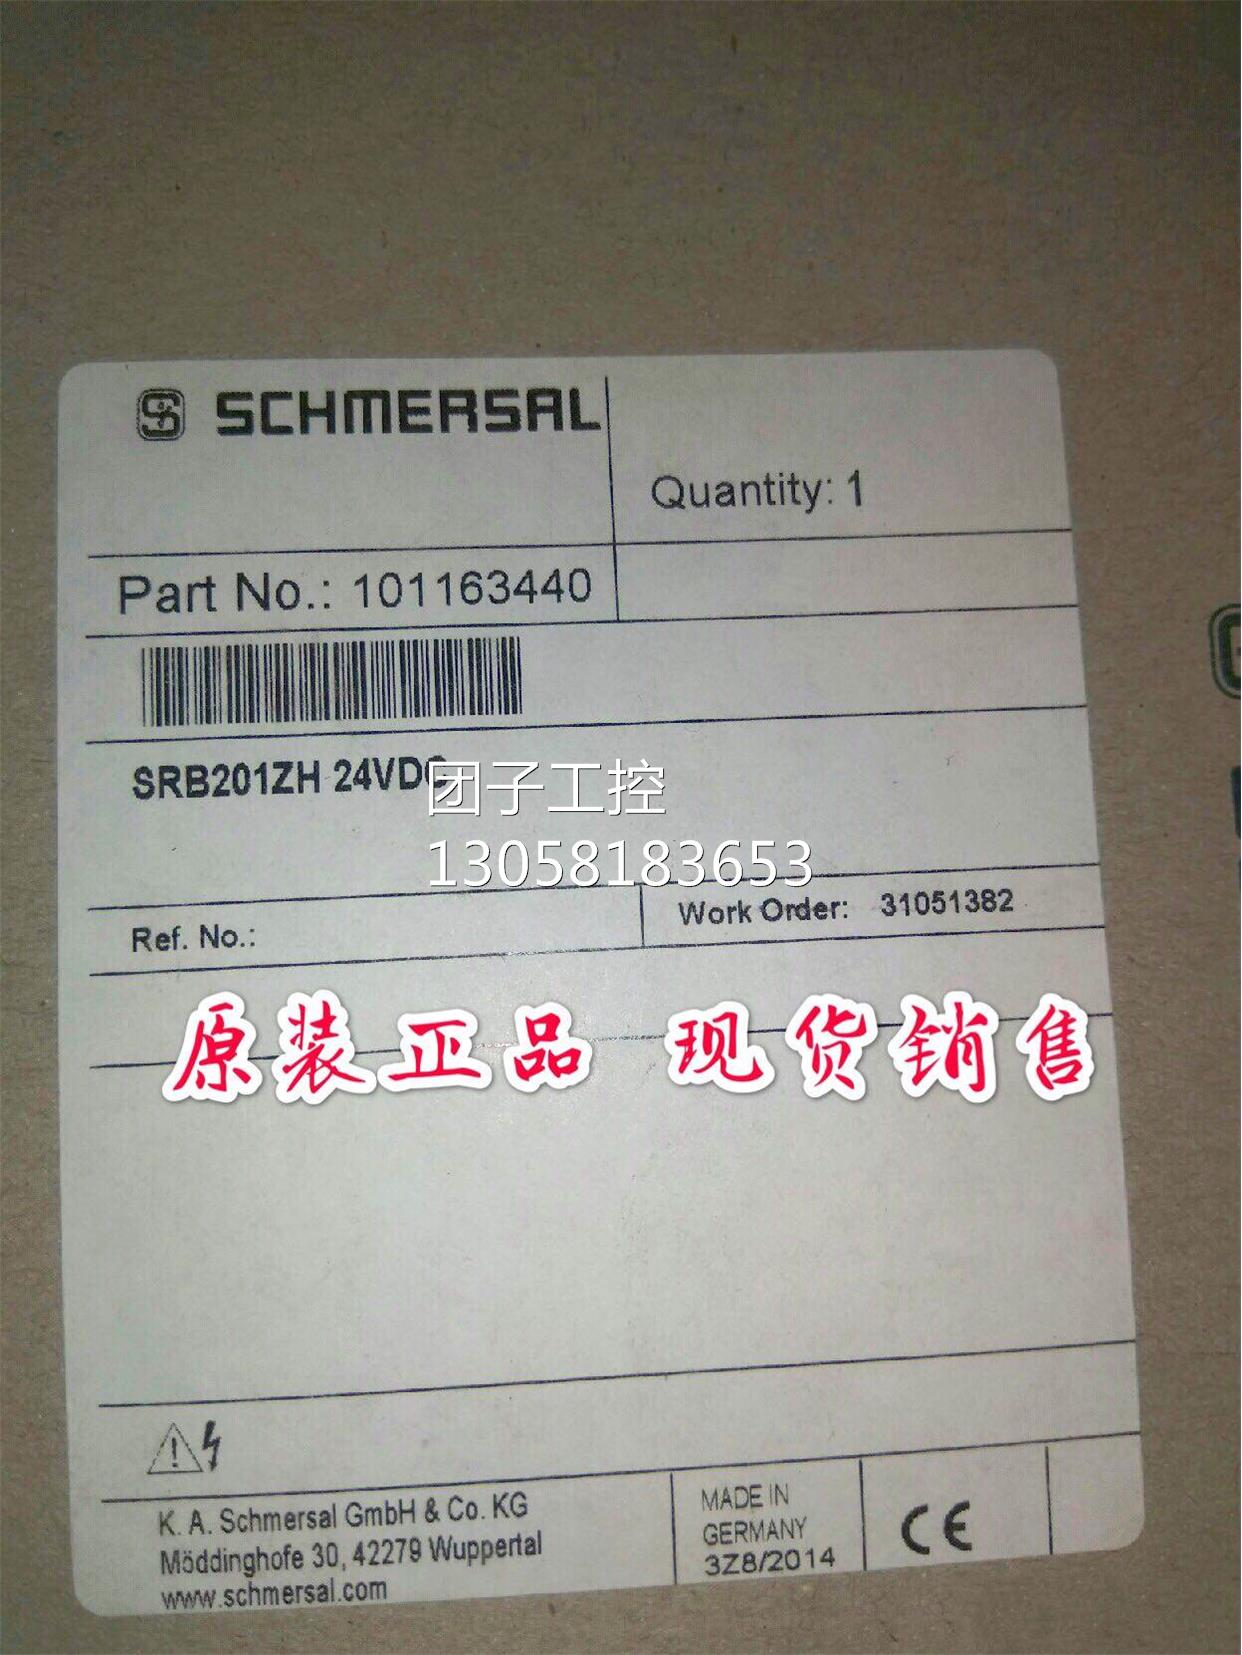 SCHMERSAL
Quantity: 1
Part No.: 101163440
SRB201ZH 24VDC
团子工控
13058183653
Ref. No.:
Work Order: 31051382
原装正品 现货销售
K. A. Schmersal GmbH & Co. KG
Möddinghofe 30, 42279 Wuppertal
www.schmersal.com
MADE IN
GERMANY
3Z8/2014
CE